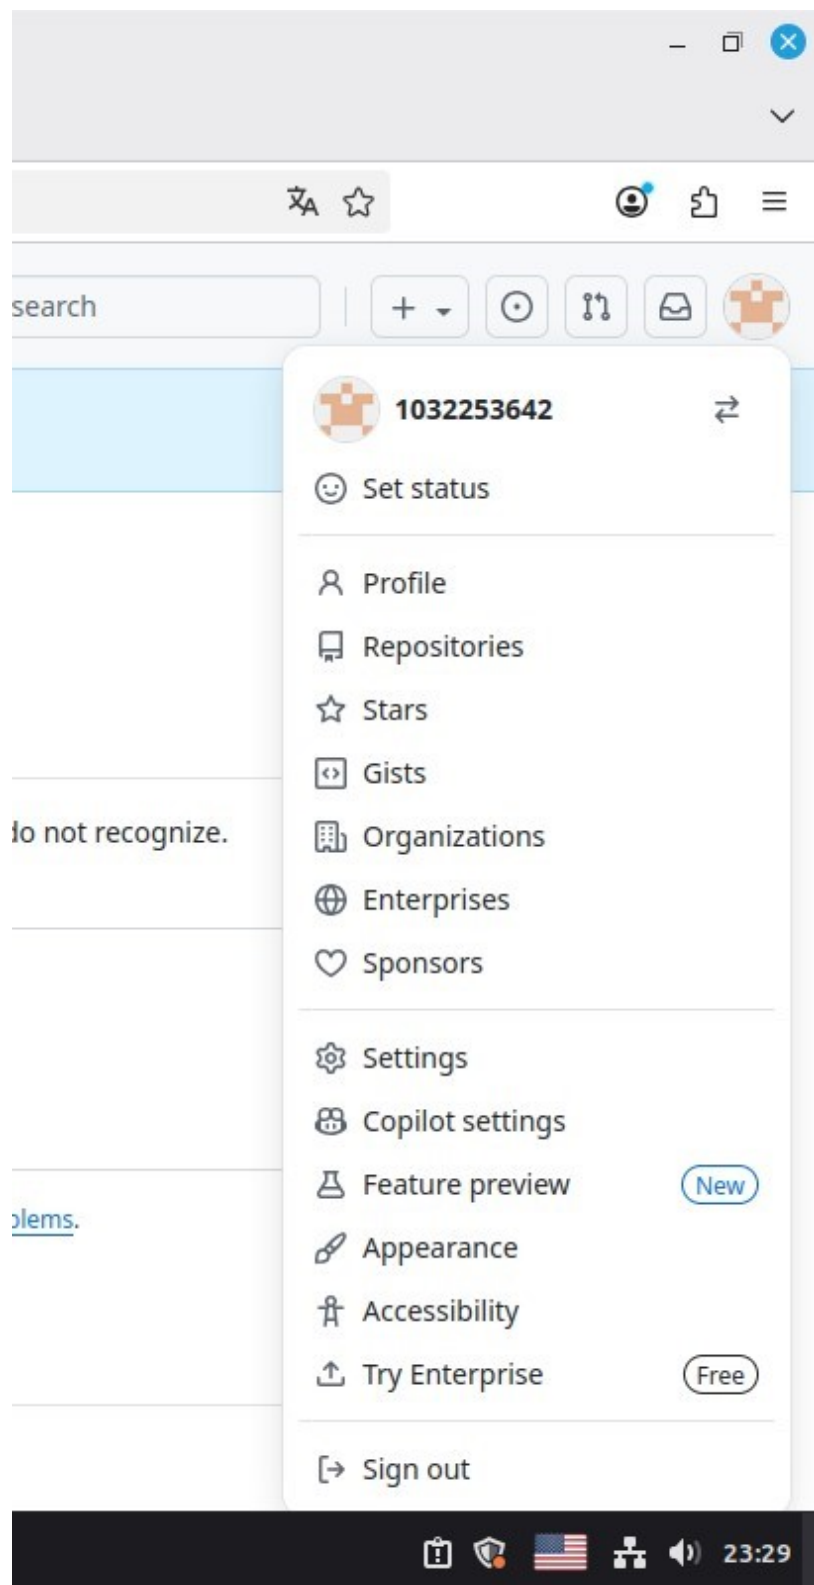 search
1032253642
Set status
Profile
Repositories
Stars
Gists
do not recognize.
Organizations
Enterprises
Sponsors
Settings
Copilot settings
Feature preview New
Appearance
Accessibility
Try Enterprise Free
Sign out
23:29